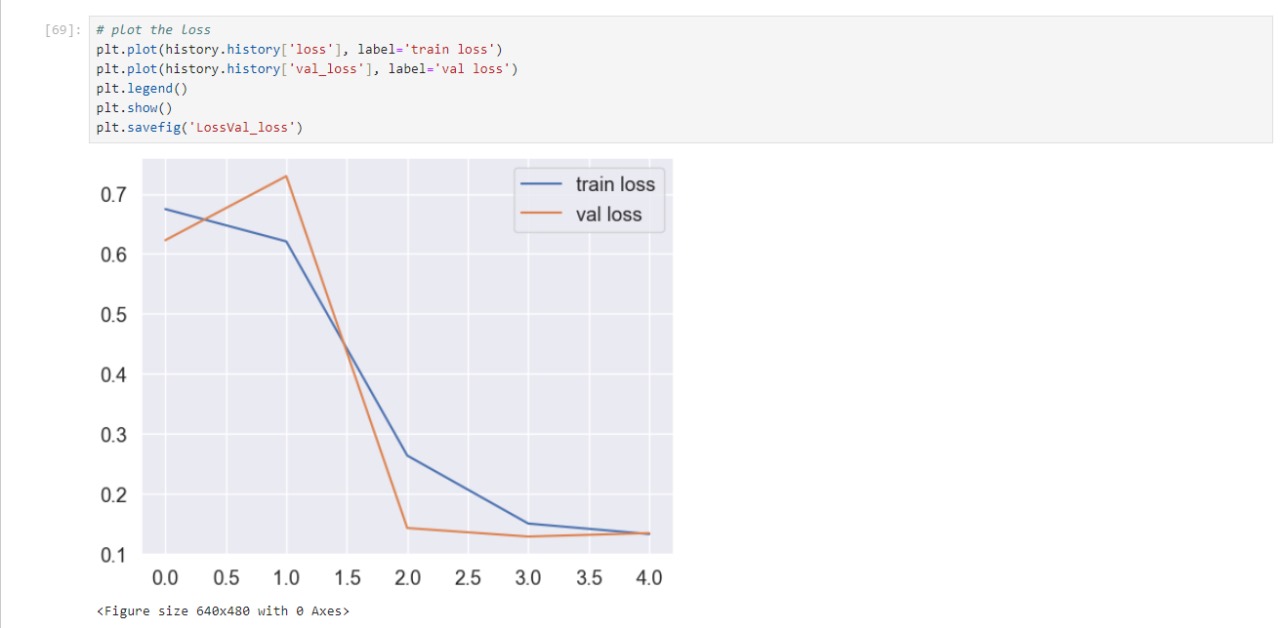 [69]: # plot the loss
plt.plot(history.history['loss'], label='train loss')
plt.plot(history.history['val_loss'], label='val loss')
plt.legend()
plt.show()
plt.savefig('LossVal_loss')
train loss
val loss
0.7
0.6
0.5
0.4
0.3
0.2
0.1
0.0 0.5 1.0 1.5 2.0 2.5 3.0 3.5 4.0
<Figure size 640x480 with 0 Axes>